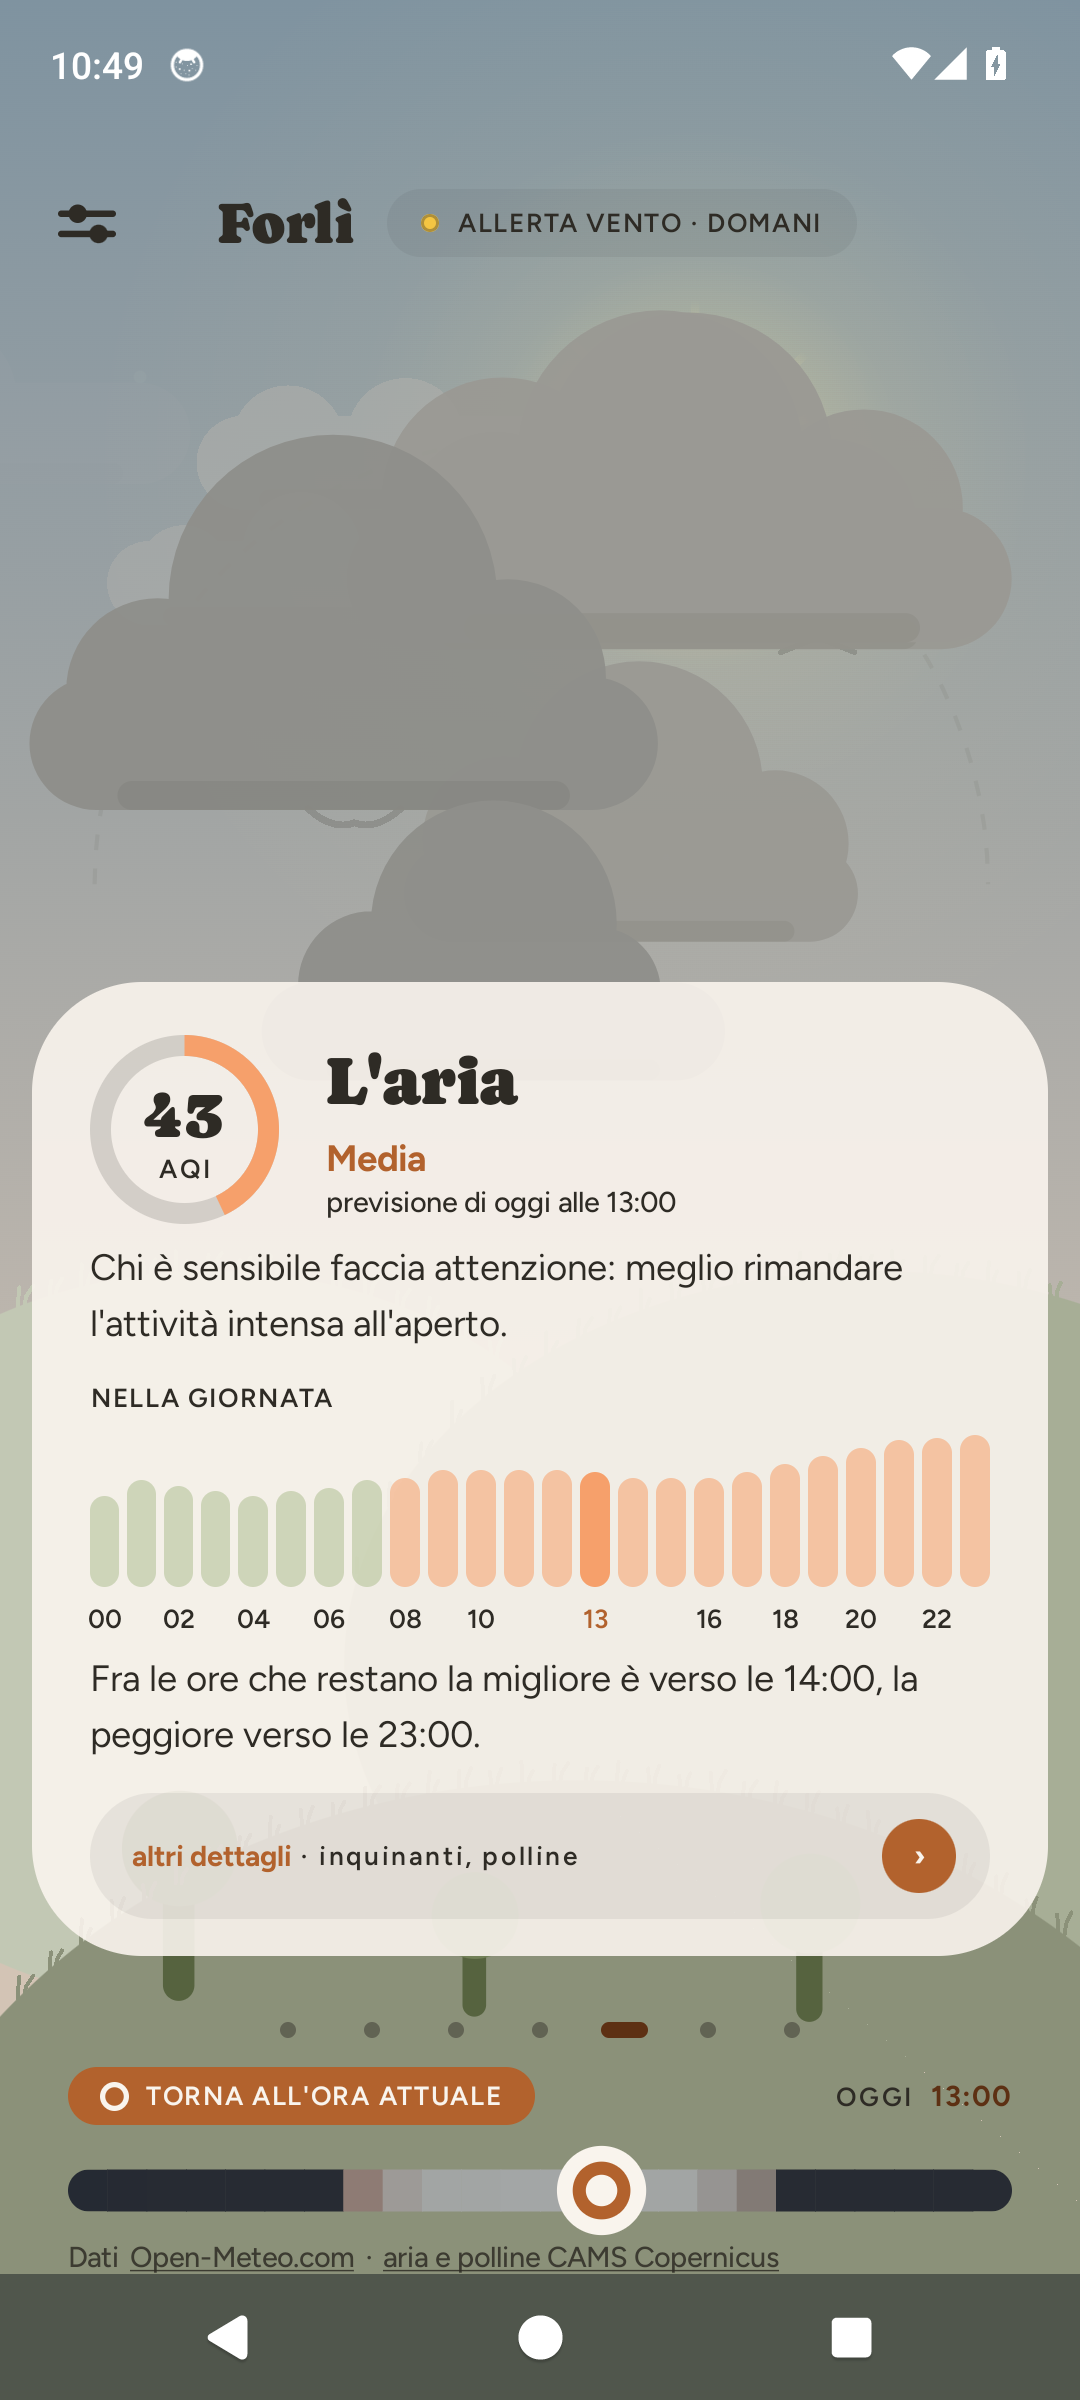 10:49
Forlì
ALLERTA VENTO · DOMANI
43
AQI
L'aria
Media
previsione di oggi alle 13:00
Chi è sensibile faccia attenzione: meglio rimandare
l'attività intensa all'aperto.
NELLA GIORNATA
00 02 04 06 08 10 13 16 18 20 22
Fra le ore che restano la migliore è verso le 14:00, la
peggiore verso le 23:00.
altri dettagli · inquinanti, polline ›
TORNA ALL'ORA ATTUALE
OGGI 13:00
Dati Open-Meteo.com · aria e polline CAMS Copernicus